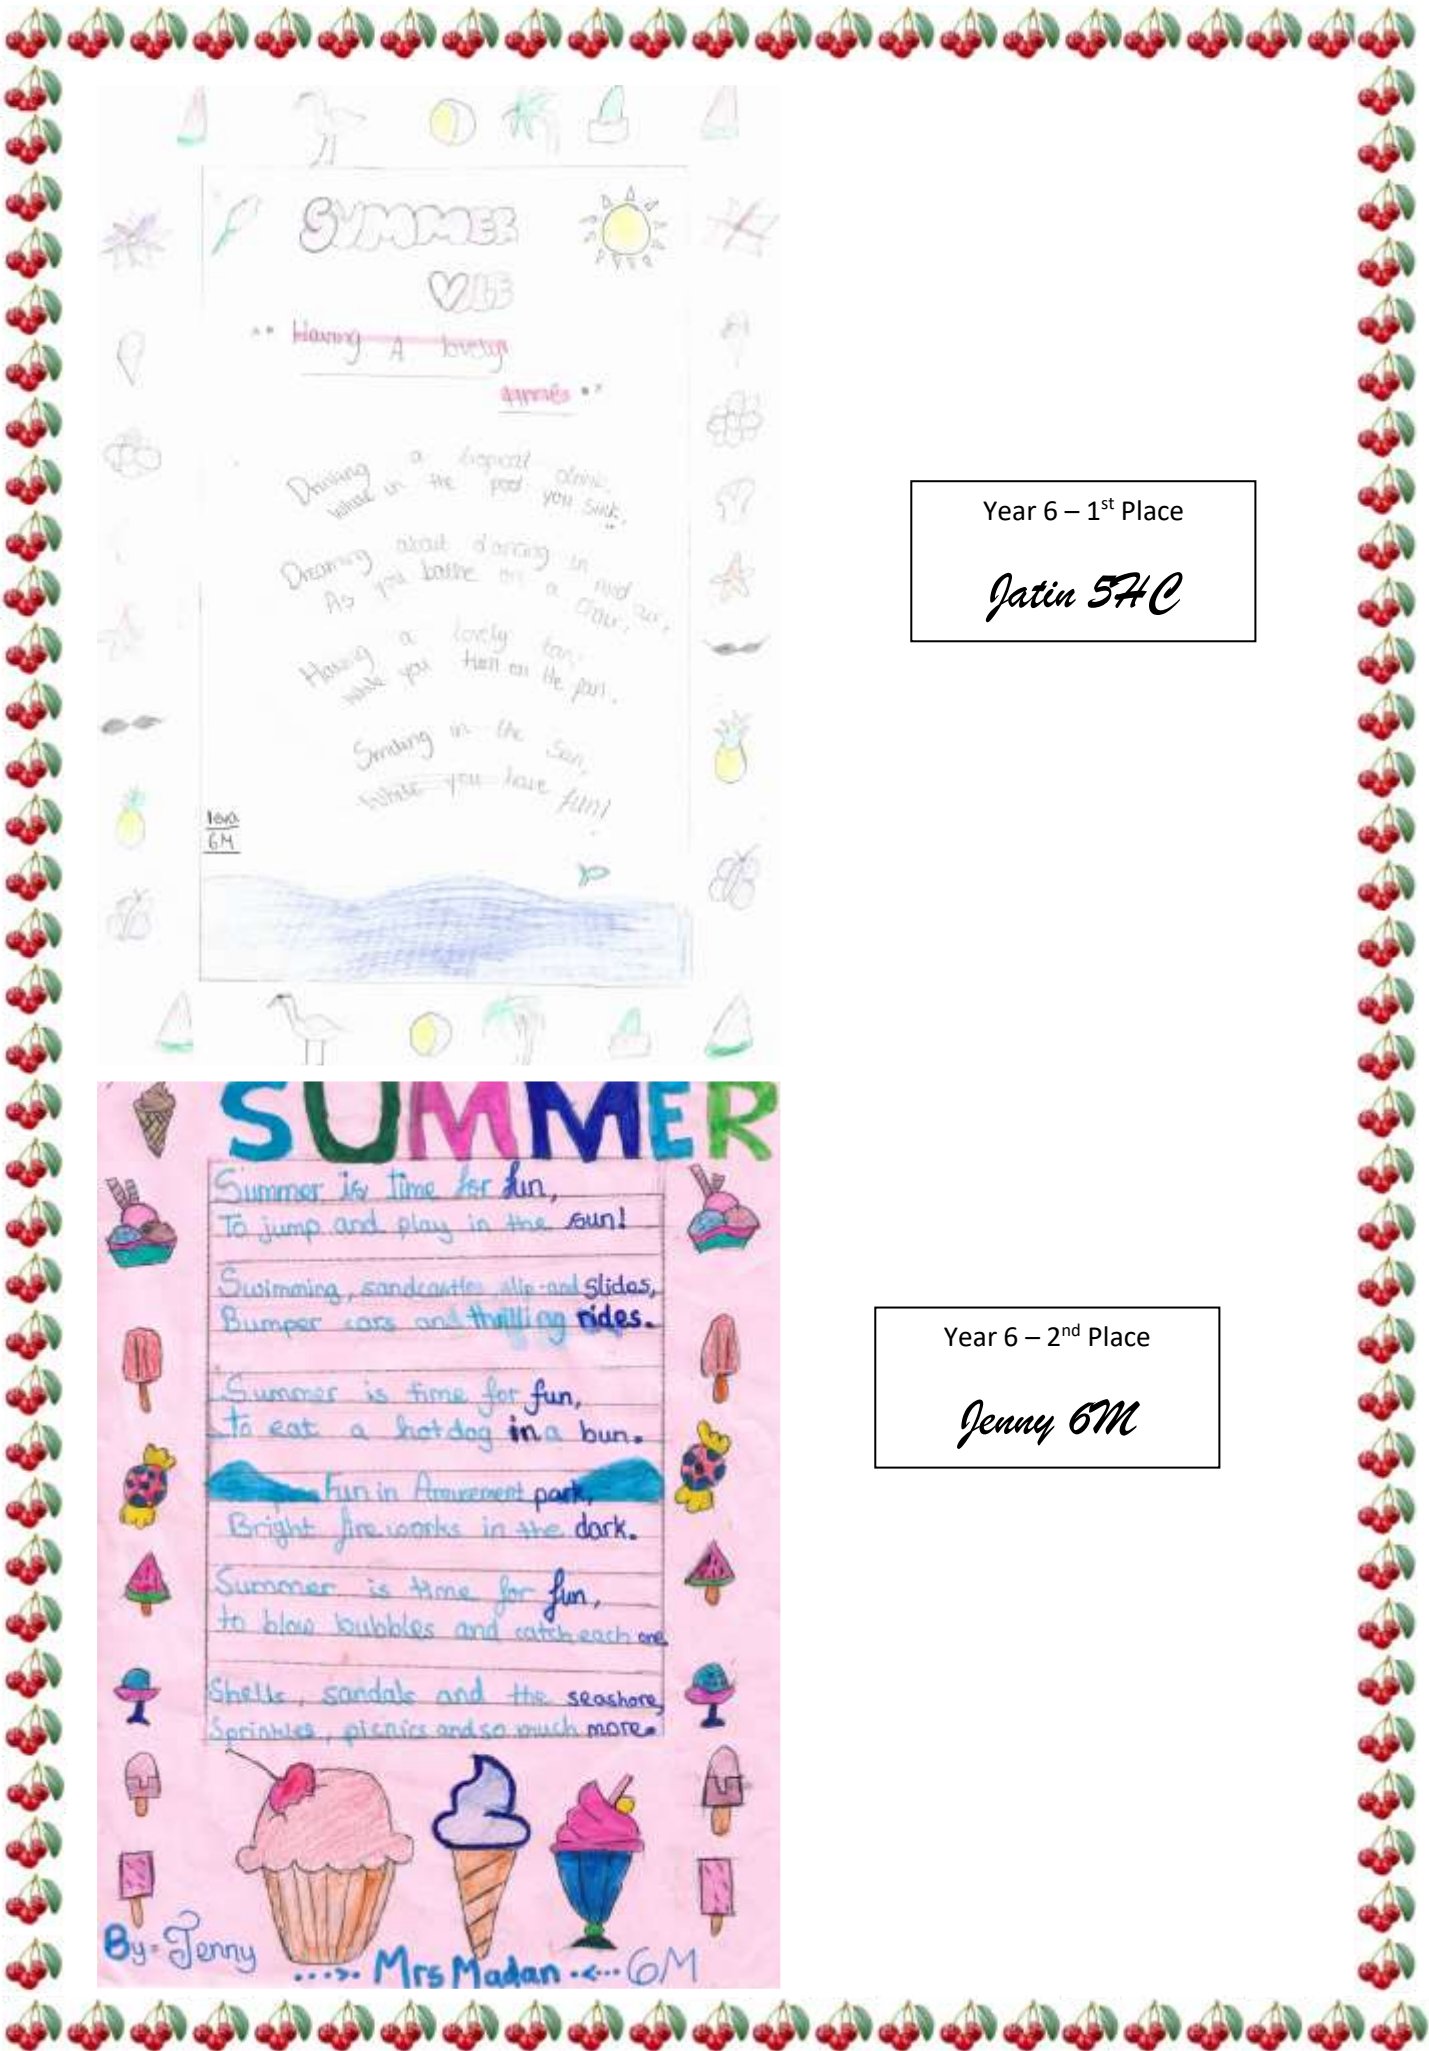 SUMMER
VIBE
Having A lovely
Drinking a tropical drink,
While in the pool you sink.
Dreaming about dancing in mid air,
As you bathe on a chair.
Having a lovely tan,
While you turn on the fan.
Smiling in the Sun,
While you have fun!
Ieva
6M
Year 6 – 1st Place
Jatin 5HC
SUMMER
Summer is time for fun,
To jump and play in the sun!
Swimming, sandcastles, slip-and slides,
Bumper cars and thrilling rides.
Summer is time for fun,
to eat a hotdog in a bun.
Fun in Amusement park,
Bright fireworks in the dark.
Summer is time for fun,
to blow bubbles and catch each one
Shells, sandals and the seashore,
Sprinkles, picnics and so much more.
By= Jenny
Mrs Madan
6M
Year 6 – 2nd Place
Jenny 6M